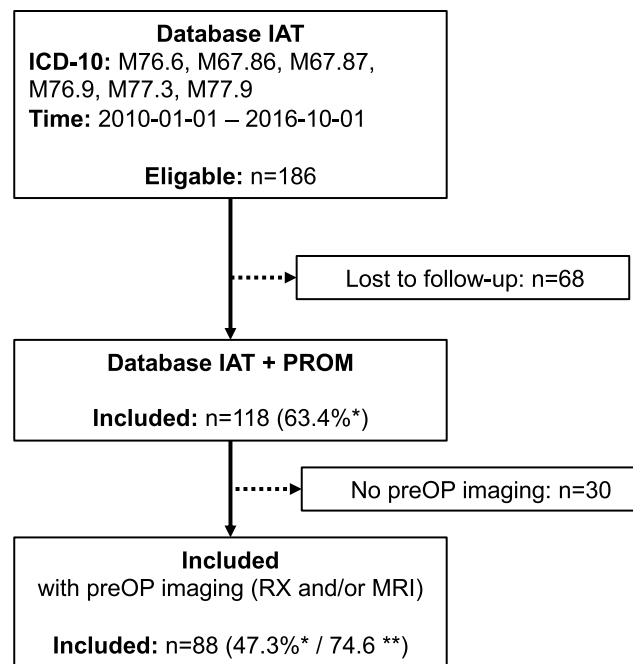 Database IAT
ICD-10: M76.6, M67.86, M67.87,
M76.9, M77.3, M77.9
Time: 2010-01-01 – 2016-10-01
Eligable: n=186
Lost to follow-up: n=68
Database IAT + PROM
Included: n=118 (63.4%*)
No preOP imaging: n=30
Included
with preOP imaging (RX and/or MRI)
Included: n=88 (47.3%* / 74.6 **)